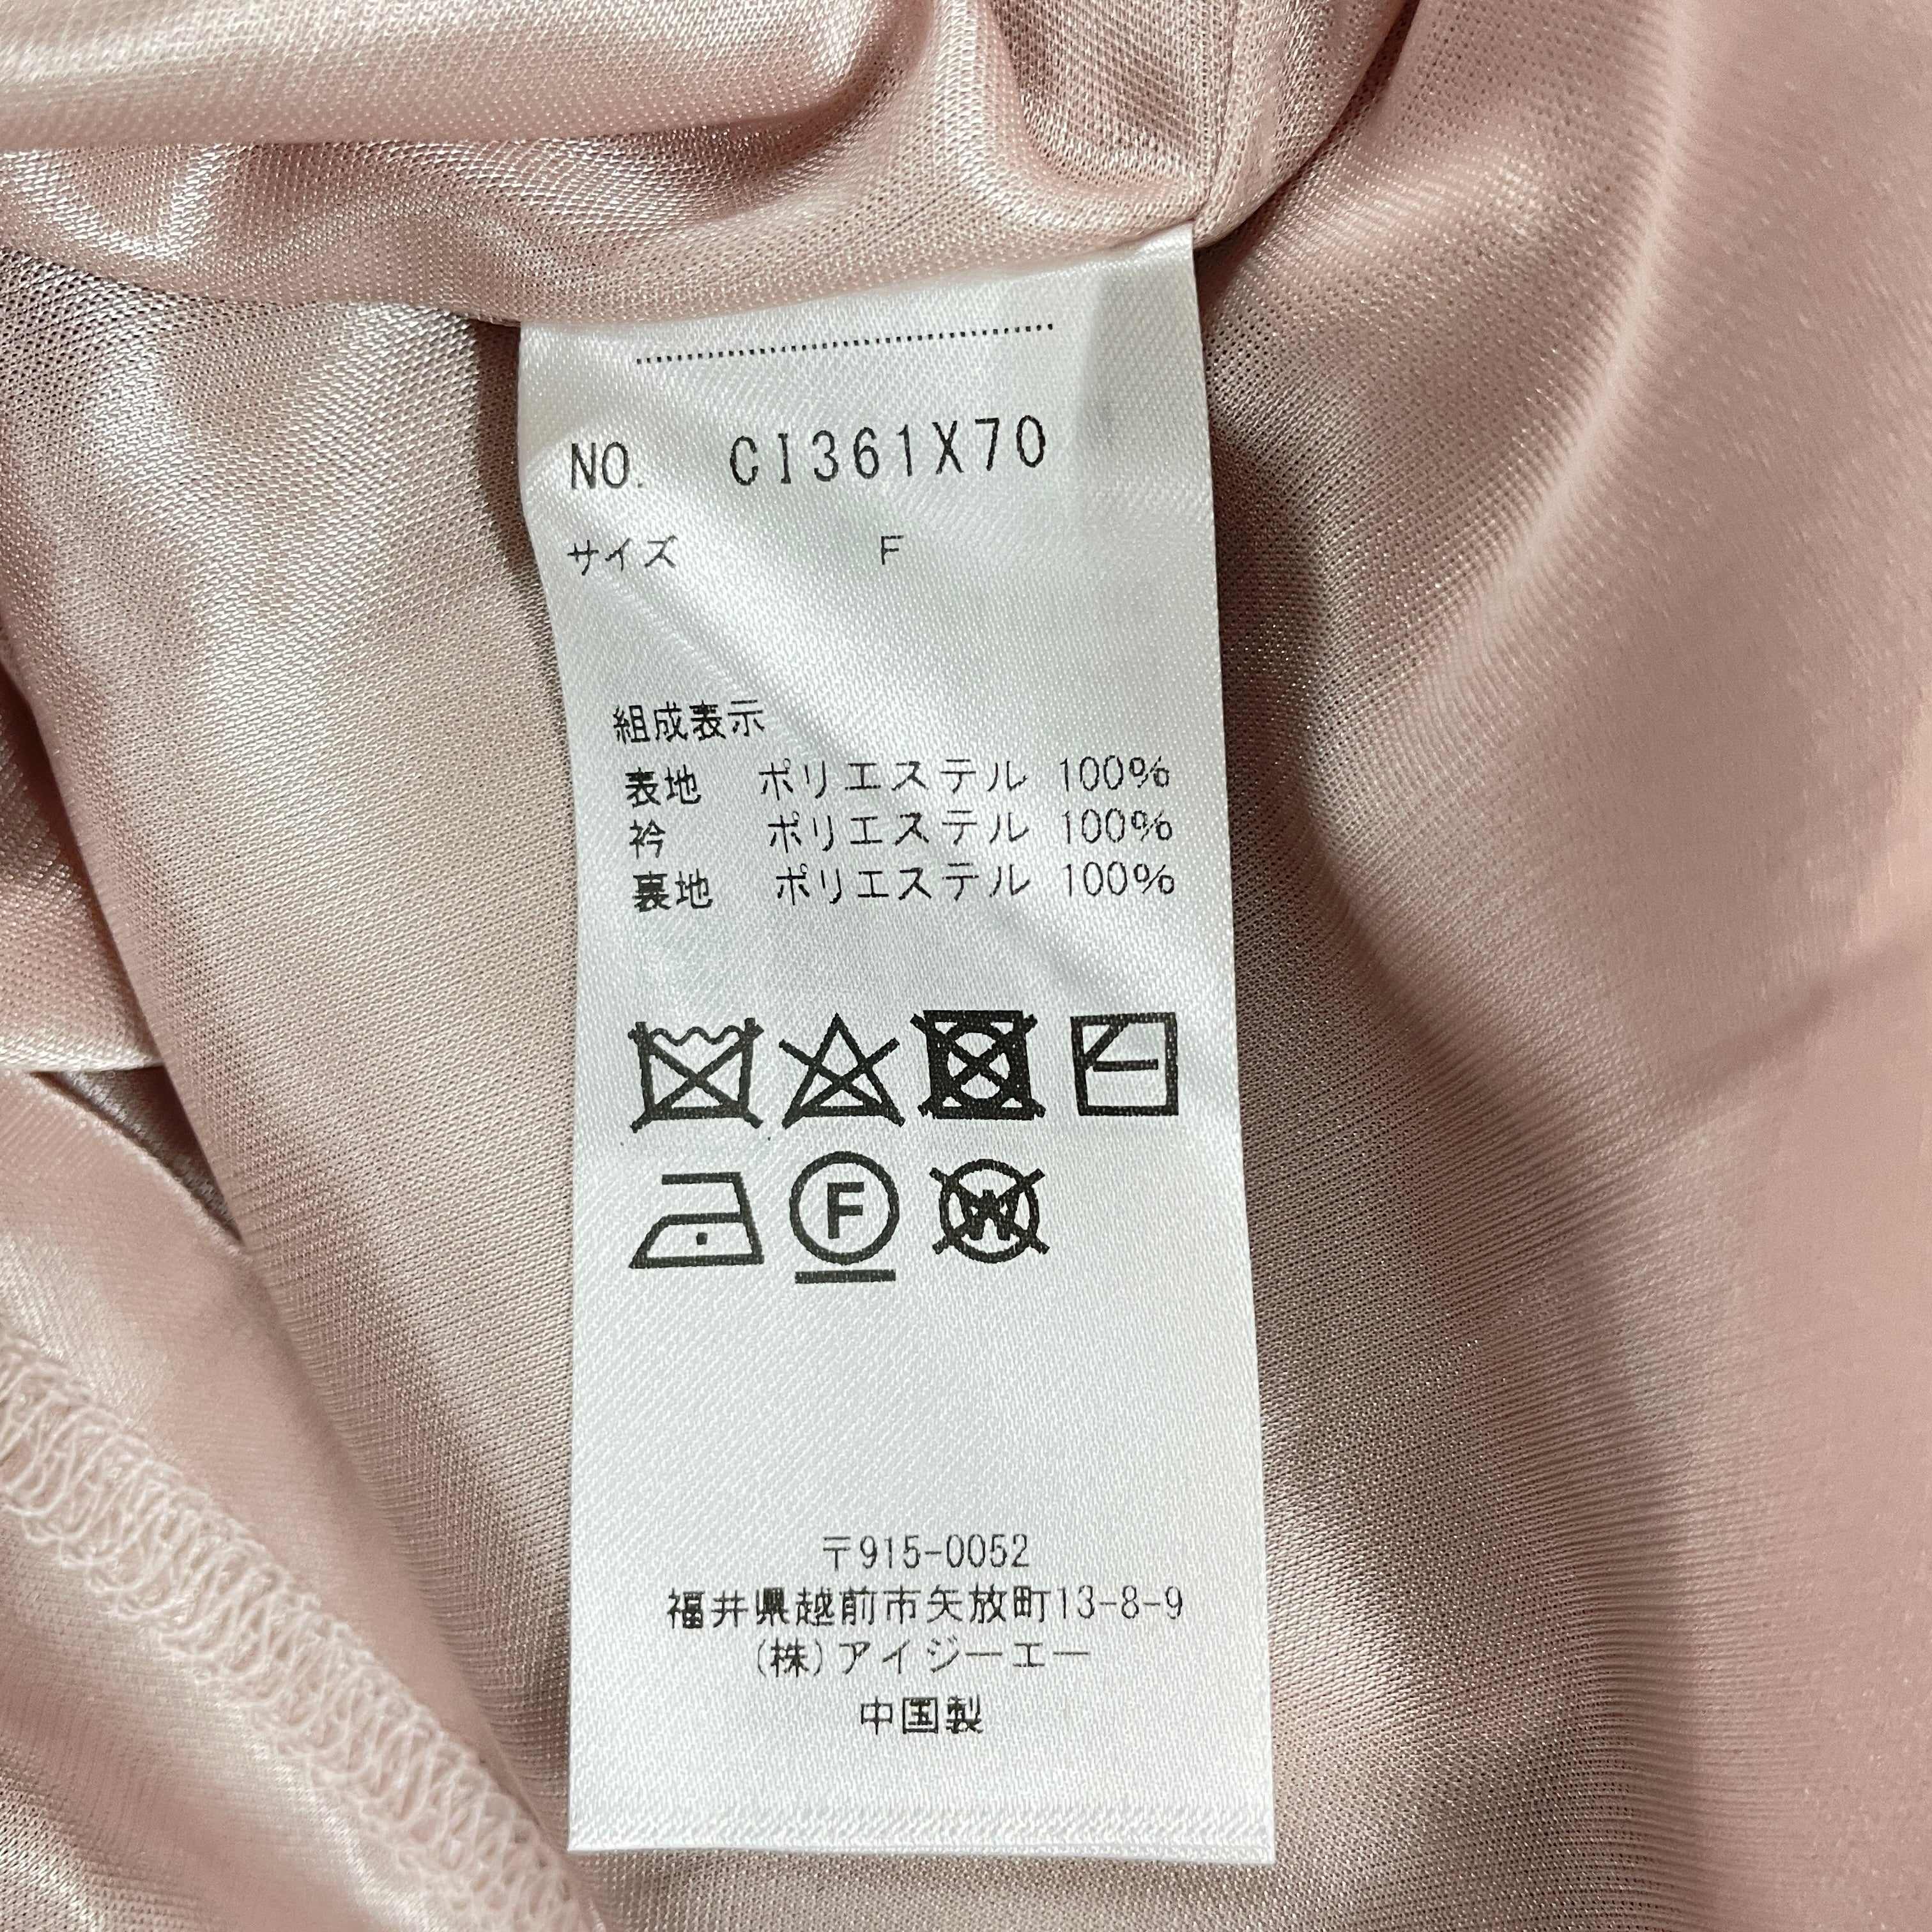 NO. CI361X70
サイズ F
組成表示
表地 ポリエステル 100%
衿 ポリエステル 100%
裏地 ポリエステル 100%
F
W
〒915-0052
福井県越前市矢放町13-8-9
(株)アイジーエー
中国製